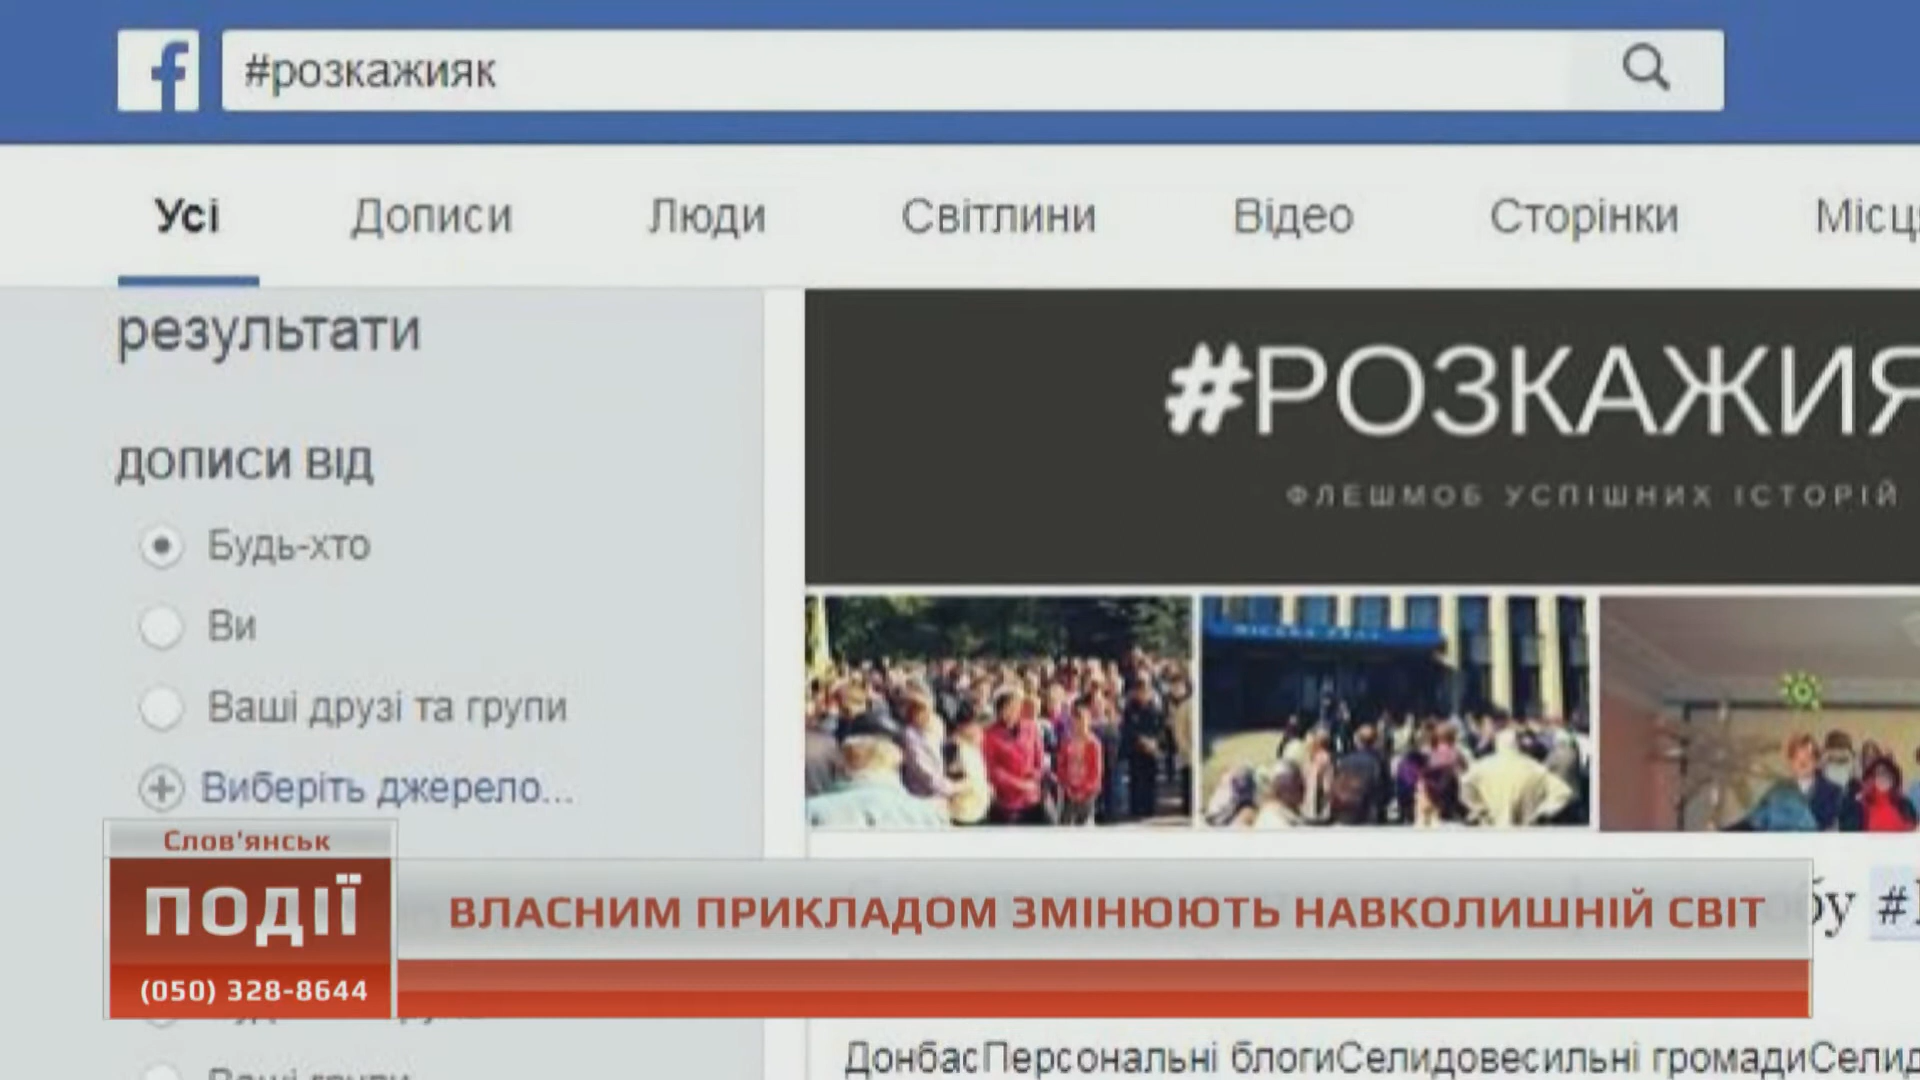 #розкажияк
Усі Дописи Люди Світлини Відео Сторінки Місця
результати
ДОПИСИ ВІД
Будь-хто
Ви
Ваші друзі та групи
Виберіть джерело...
#РОЗКАЖИЯ
ФЛЕШМОБ УСПІШНИХ ІСТОРІЙ
Слов'янськ
ПОДІЇ
(050) 328-8644
ВЛАСНИМ ПРИКЛАДОМ ЗМІНЮЮТЬ НАВКОЛИШНІЙ СВІТ
ДонбасПерсональні блогиСелидовесильні громадиСелид